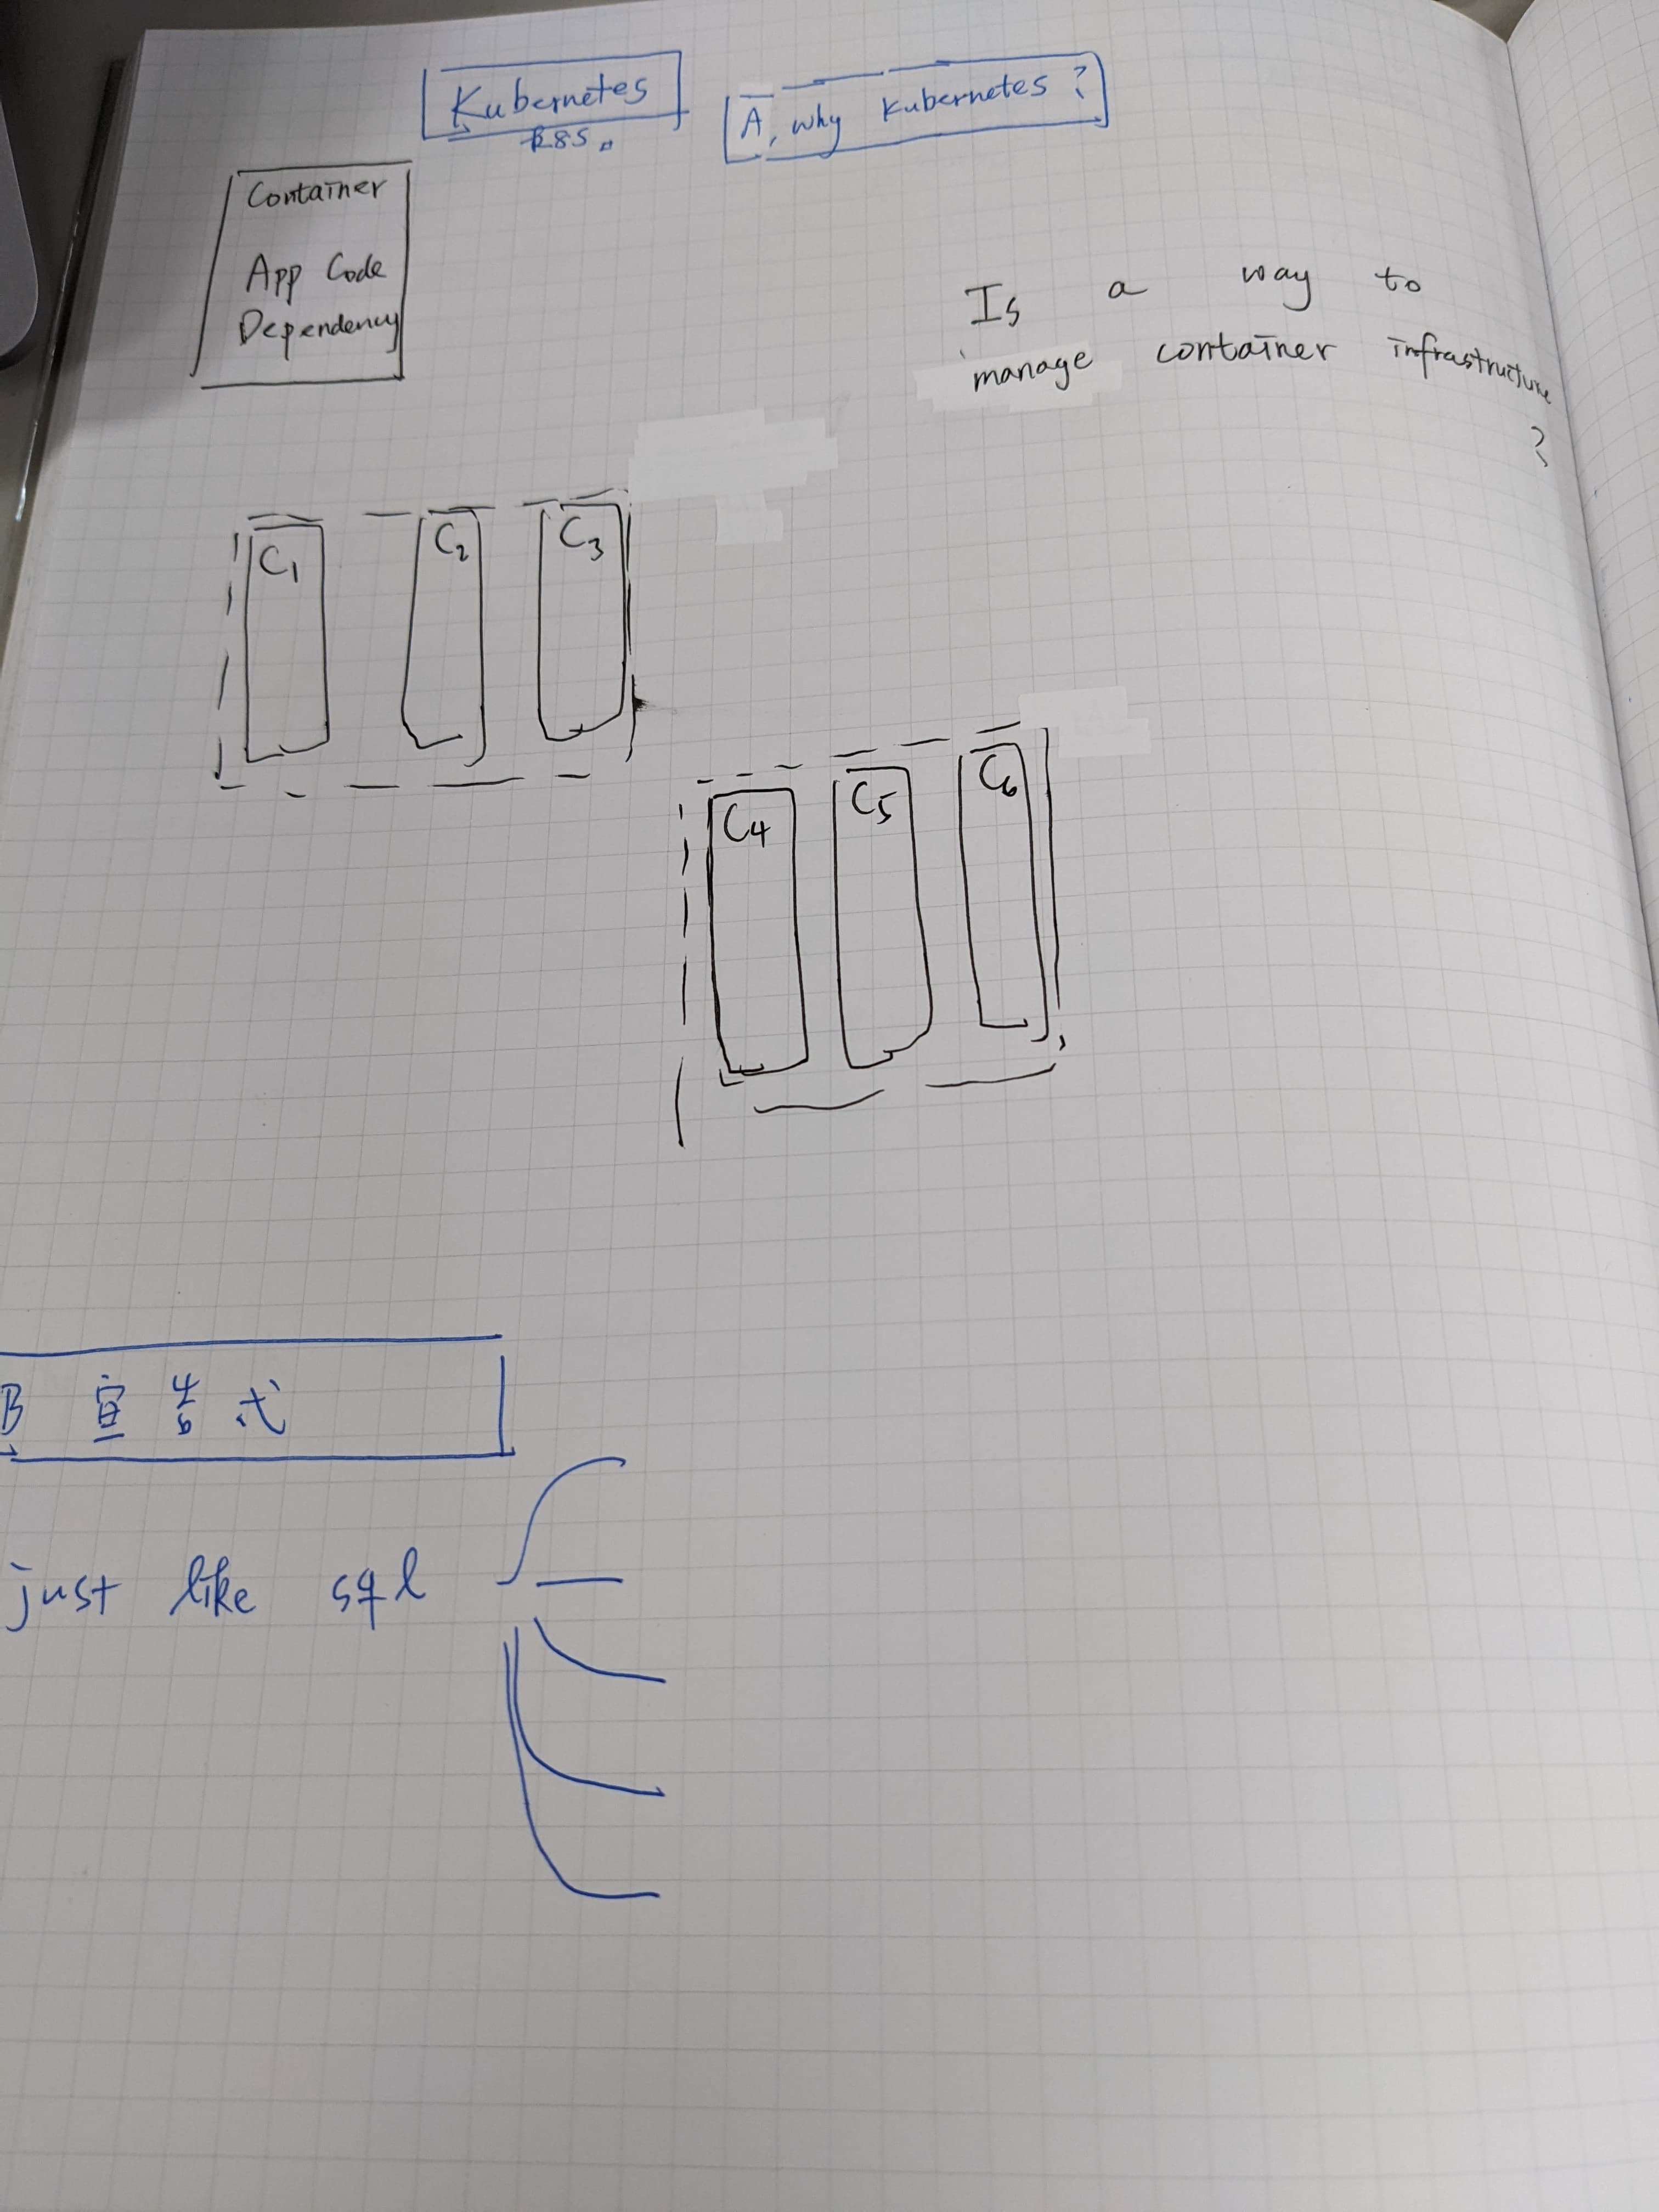 Kubernetes
k8s.
A, why kubernetes ?
Container
App Code
Dependency
Is a way to
manage container infrastructure
?
C1
C2
C3
C4
C5
C6
B 宣告式
just like sql